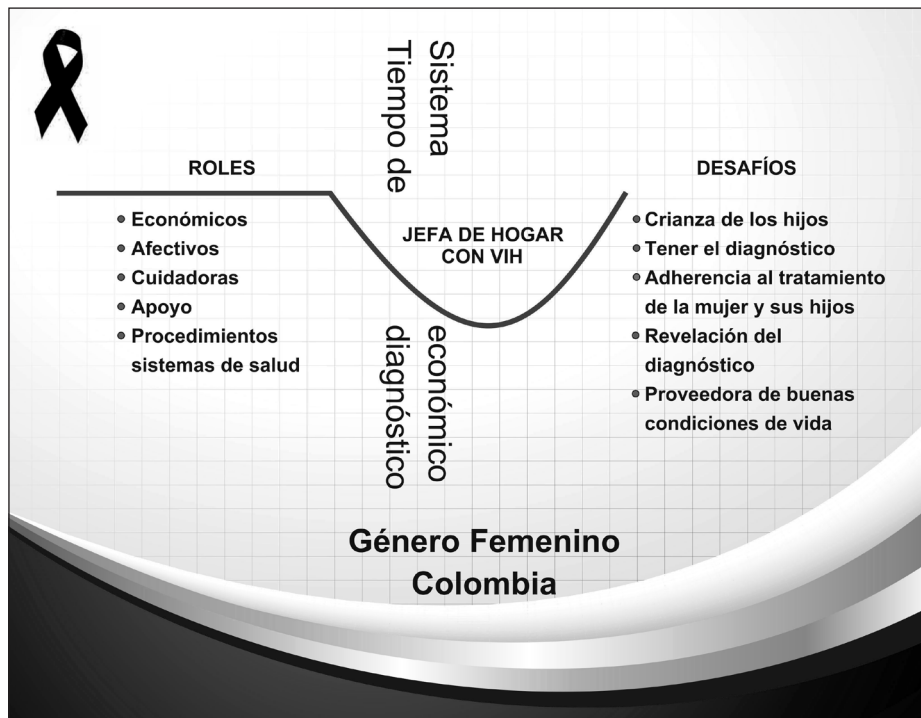 Sistema
Tiempo de
ROLES
Económicos
Afectivos
Cuidadoras
Apoyo
Procedimientos
sistemas de salud
JEFA DE HOGAR
CON VIH
económico
diagnóstico
DESAFÍOS
Crianza de los hijos
Tener el diagnóstico
Adherencia al tratamiento
de la mujer y sus hijos
Revelación del
diagnóstico
Proveedora de buenas
condiciones de vida
Género Femenino
Colombia